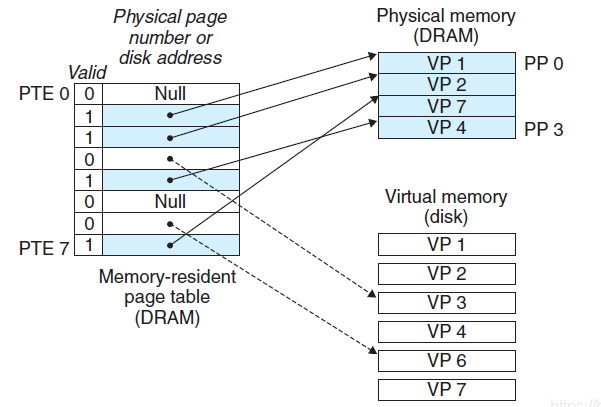 Physical page
number or
disk address
Valid
PTE 0 0 Null
1
1
0
1
0 Null
0
PTE 7 1
Memory-resident
page table
(DRAM)
Physical memory
(DRAM)
VP 1 PP 0
VP 2
VP 7
VP 4 PP 3
Virtual memory
(disk)
VP 1
VP 2
VP 3
VP 4
VP 6
VP 7